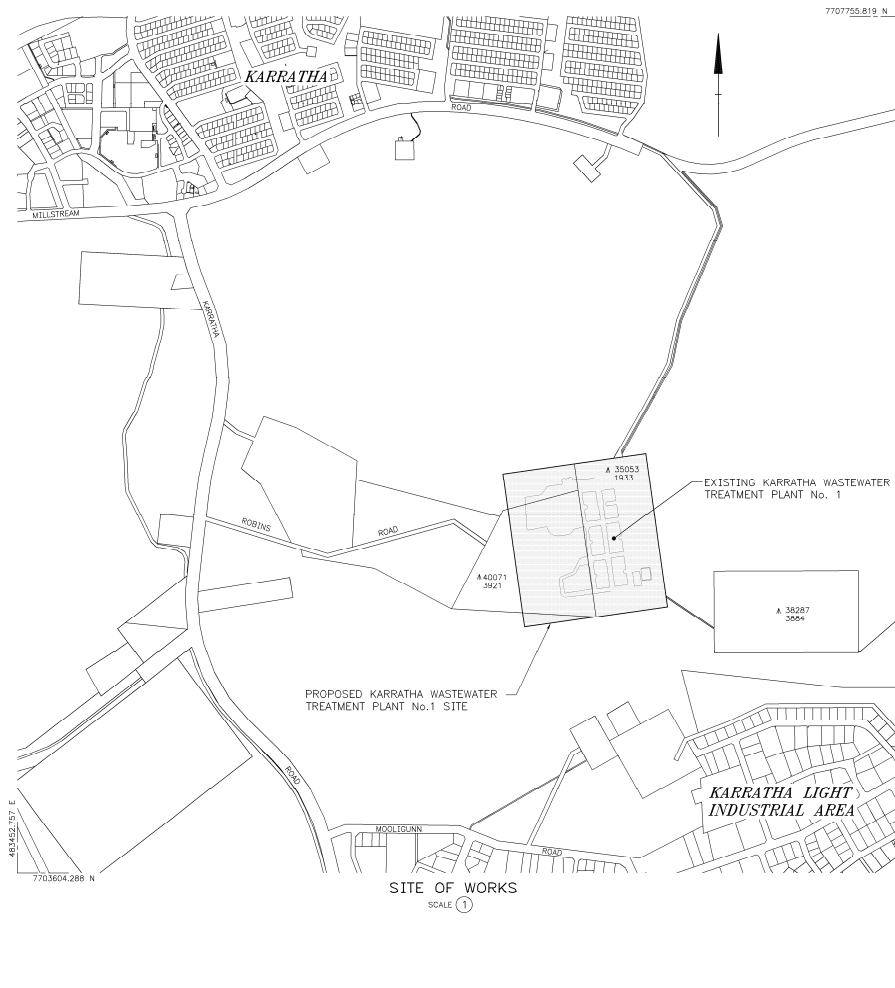 7707755.819 N
KARRATHA
ROAD
MILLSTREAM
KARRATHA
35053
1933
EXISTING KARRATHA WASTEWATER
TREATMENT PLANT No. 1
ROBINS
ROAD
40071
3921
38287
3884
PROPOSED KARRATHA WASTEWATER
TREATMENT PLANT No.1 SITE
ROAD
KARRATHA LIGHT
INDUSTRIAL AREA
MOOLIGUNN
ROAD
483452.757 E
7703604.288 N
SITE OF WORKS
SCALE 1